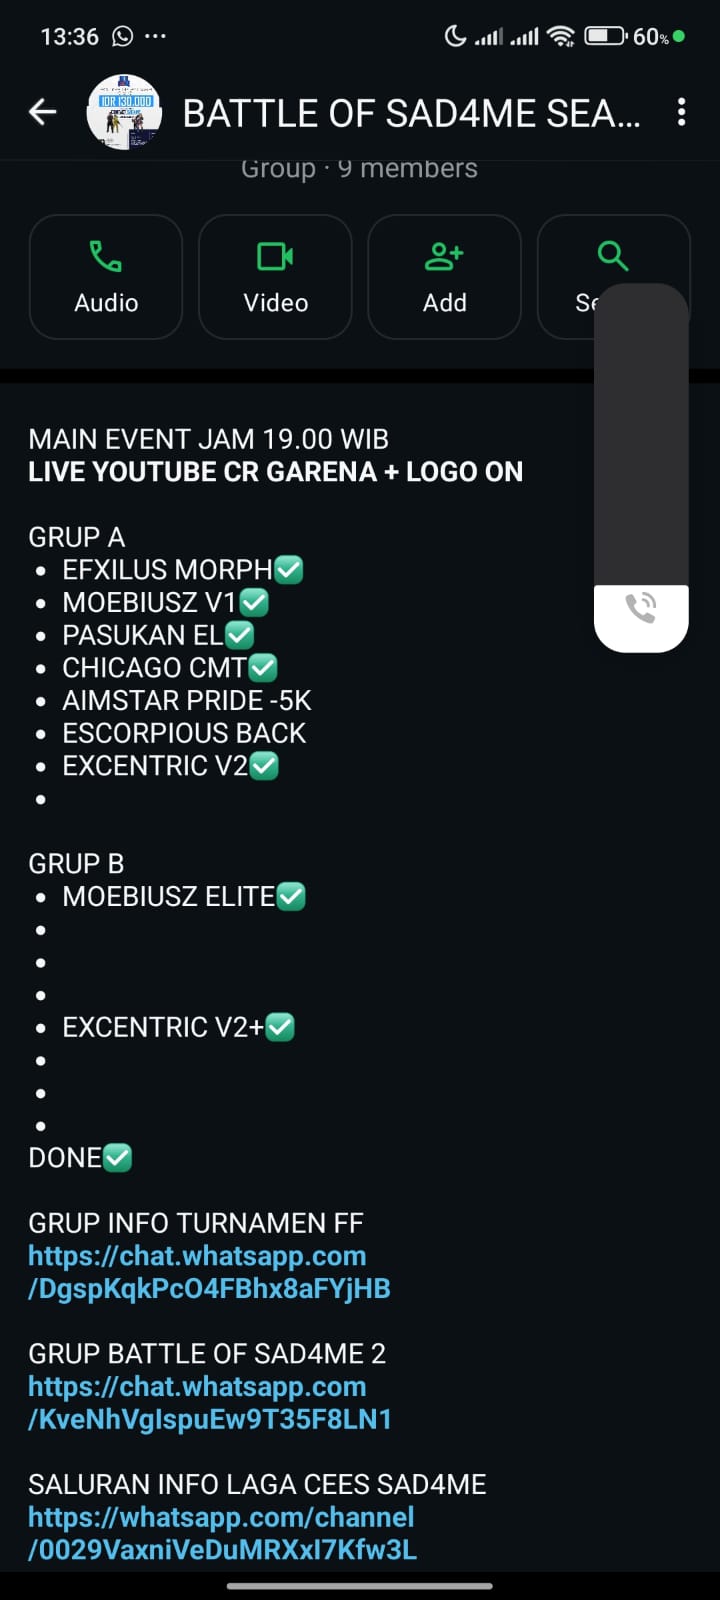 13:36
60%
IDR 130.000
BATTLE OF SAD4ME SEA...
Group · 9 members
Audio
Video
Add
Se
MAIN EVENT JAM 19.00 WIB
LIVE YOUTUBE CR GARENA + LOGO ON
GRUP A
• EFXILUS MORPH✅
• MOEBIUSZ V1✅
• PASUKAN EL✅
• CHICAGO CMT✅
• AIMSTAR PRIDE -5K
• ESCORPIOUS BACK
• EXCENTRIC V2✅
•
GRUP B
• MOEBIUSZ ELITE✅
•
•
•
• EXCENTRIC V2+✅
•
•
•
DONE✅
GRUP INFO TURNAMEN FF
https://chat.whatsapp.com
/DgspKqkPcO4FBhx8aFYjHB
GRUP BATTLE OF SAD4ME 2
https://chat.whatsapp.com
/KveNhVgIspuEw9T35F8LN1
SALURAN INFO LAGA CEES SAD4ME
https://whatsapp.com/channel
/0029VaxniVeDuMRXxI7Kfw3L